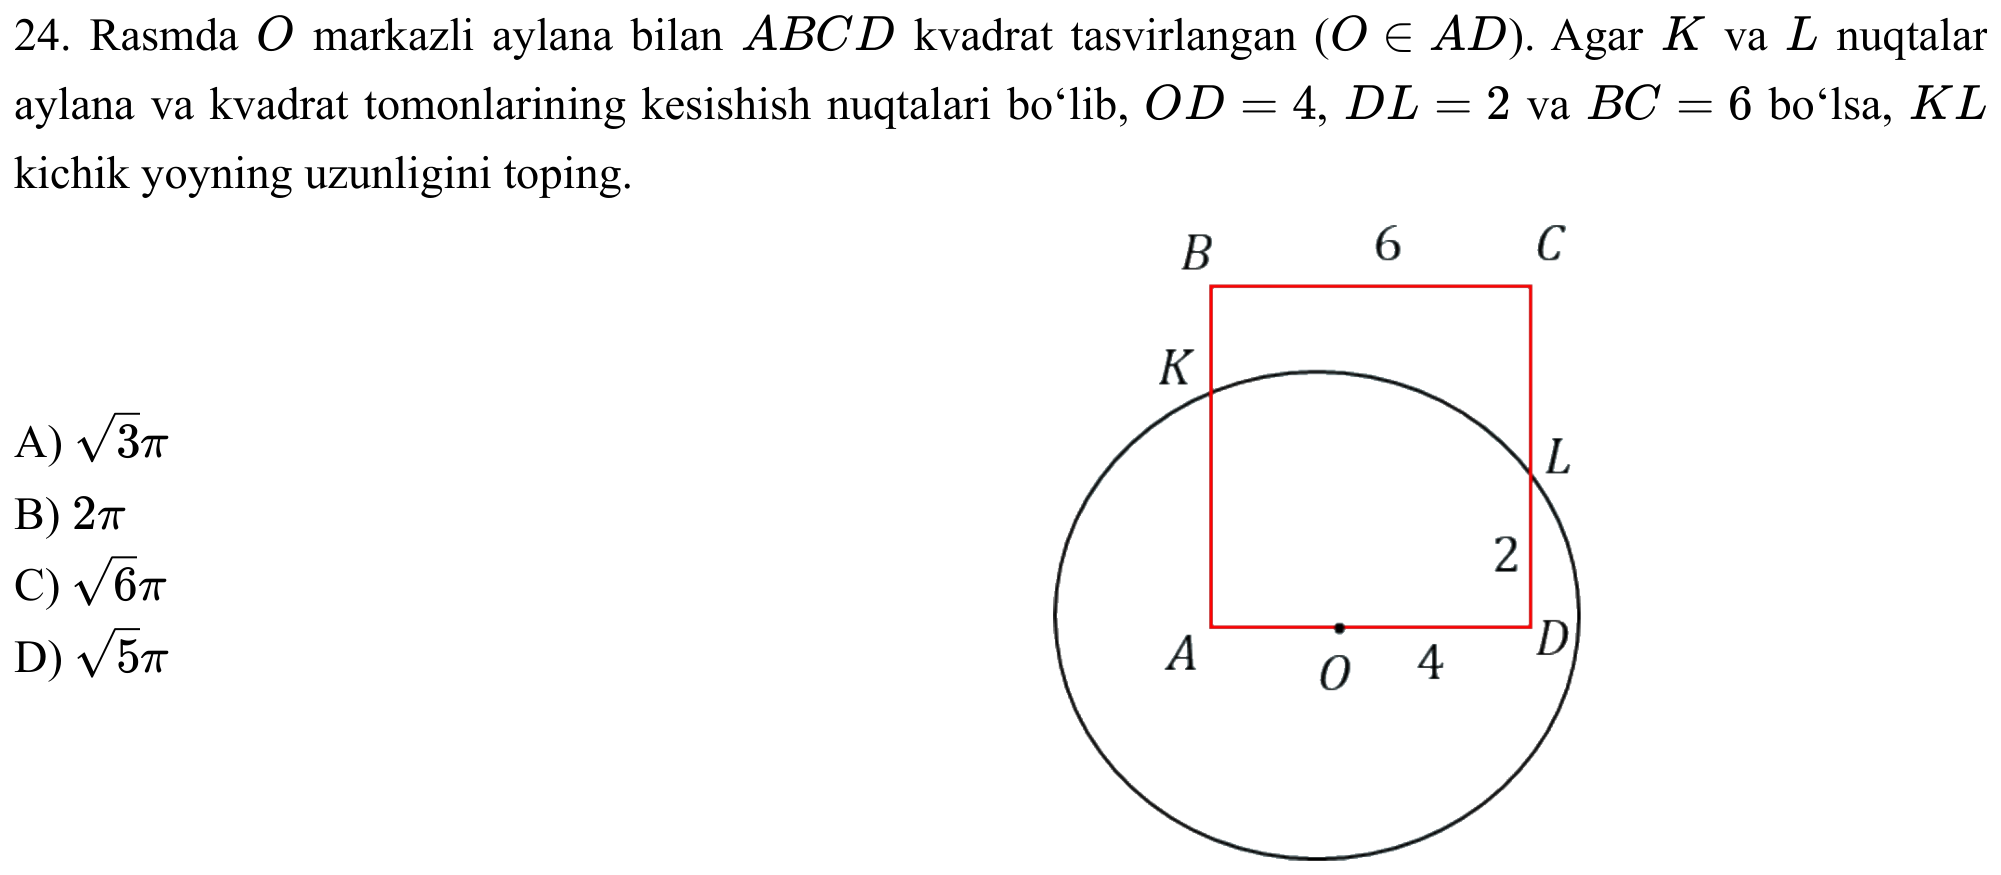 24. Rasmda O markazli aylana bilan ABCD kvadrat tasvirlangan (O ∈ AD). Agar K va L nuqtalar
aylana va kvadrat tomonlarining kesishish nuqtalari bo‘lib, OD = 4, DL = 2 va BC = 6 bo‘lsa, KL
kichik yoyning uzunligini toping.
B 6 C
K
A) √3π
L
B) 2π
2
C) √6π
A O 4 D
D) √5π